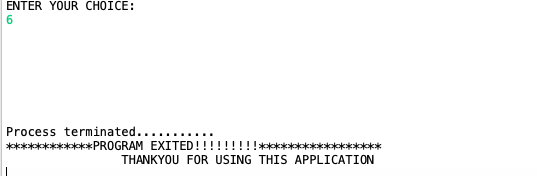 ENTER YOUR CHOICE:
6
Process terminated...........
************PROGRAM EXITED!!!!!!!!!*****************
THANKYOU FOR USING THIS APPLICATION